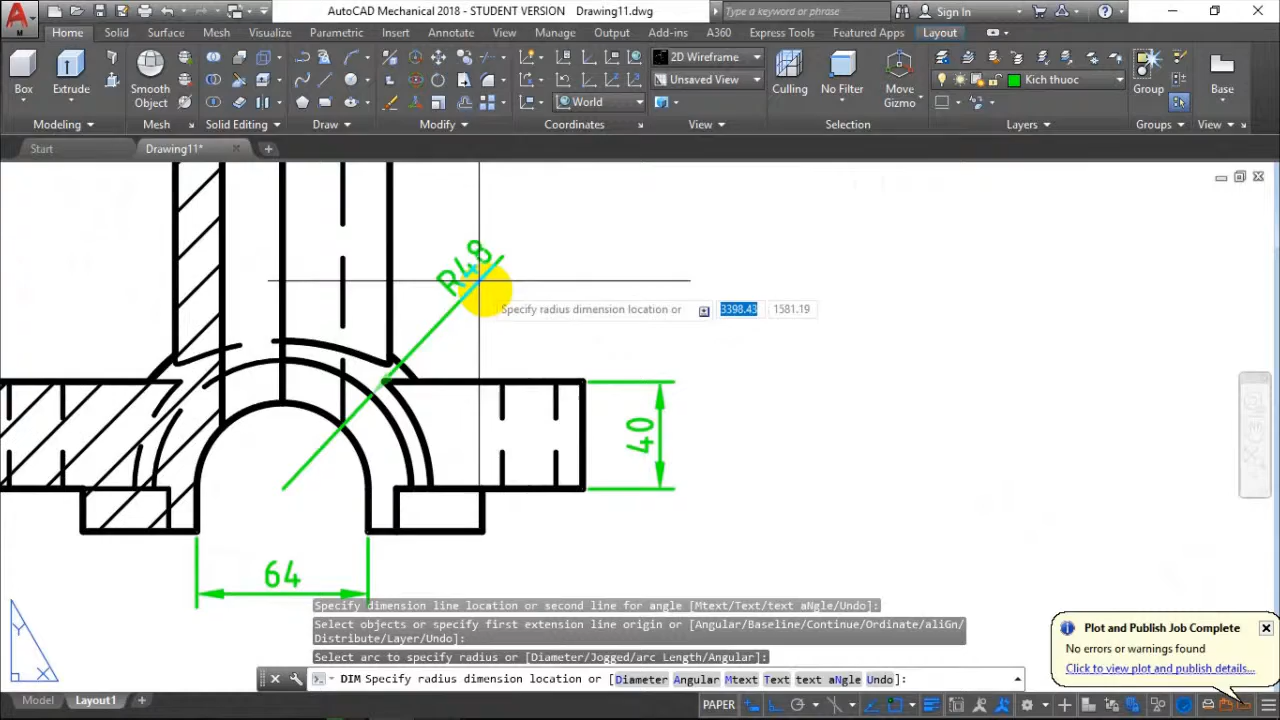 AutoCAD Mechanical 2018 - STUDENT VERSION Drawing11.dwg
Type a keyword or phrase
Sign In
Home Solid Surface Mesh Visualize Parametric Insert Annotate View Manage Output Add-ins A360 Express Tools Featured Apps Layout
2D Wireframe
Kich thuoc
Unsaved View
World
Box Extrude Smooth Object Culling No Filter Move Gizmo Group Base
Modeling Mesh Solid Editing Draw Modify Coordinates View Selection Layers Groups View
Start Drawing11*
R48
Specify radius dimension location or 3398.43 1581.19
40
64
Specify dimension line location or second line for angle [Mtext/Text/text aNgle/Undo]:
Select objects or specify first extension line origin or [Angular/Baseline/Continue/Ordinate/aliGn/
Distribute/Layer/Undo]:
Select arc to specify radius or [Diameter/Jogged/arc Length/Angular]:
DIM Specify radius dimension location or [Diameter Angular Mtext Text text aNgle Undo]:
Plot and Publish Job Complete
No errors or warnings found
Click to view plot and publish details...
Y
X
Model Layout1
PAPER